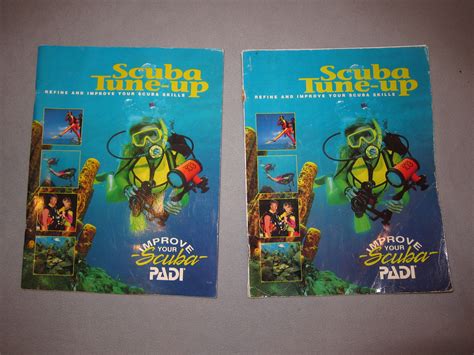 Scuba
Tune-up
REFINE AND IMPROVE YOUR SCUBA SKILLS
IMPROVE
YOUR
Scuba
PADI
Scuba
Tune-up
REFINE AND IMPROVE YOUR SCUBA SKILLS
IMPROVE
YOUR
Scuba
PADI